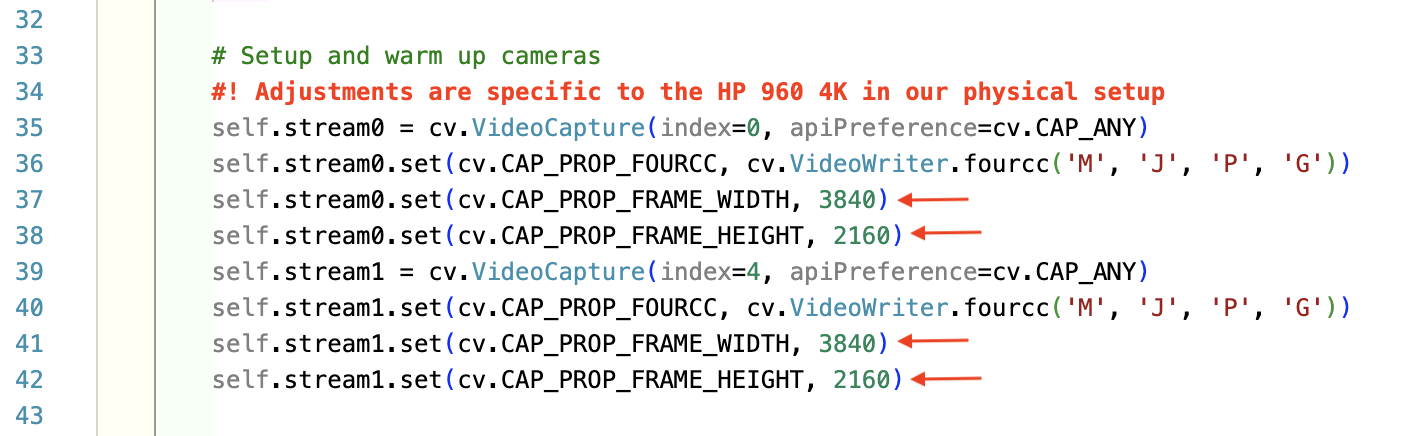 32
33 # Setup and warm up cameras
34 #! Adjustments are specific to the HP 960 4K in our physical setup
35 self.stream0 = cv.VideoCapture(index=0, apiPreference=cv.CAP_ANY)
36 self.stream0.set(cv.CAP_PROP_FOURCC, cv.VideoWriter.fourcc('M', 'J', 'P', 'G'))
37 self.stream0.set(cv.CAP_PROP_FRAME_WIDTH, 3840)
38 self.stream0.set(cv.CAP_PROP_FRAME_HEIGHT, 2160)
39 self.stream1 = cv.VideoCapture(index=4, apiPreference=cv.CAP_ANY)
40 self.stream1.set(cv.CAP_PROP_FOURCC, cv.VideoWriter.fourcc('M', 'J', 'P', 'G'))
41 self.stream1.set(cv.CAP_PROP_FRAME_WIDTH, 3840)
42 self.stream1.set(cv.CAP_PROP_FRAME_HEIGHT, 2160)
43